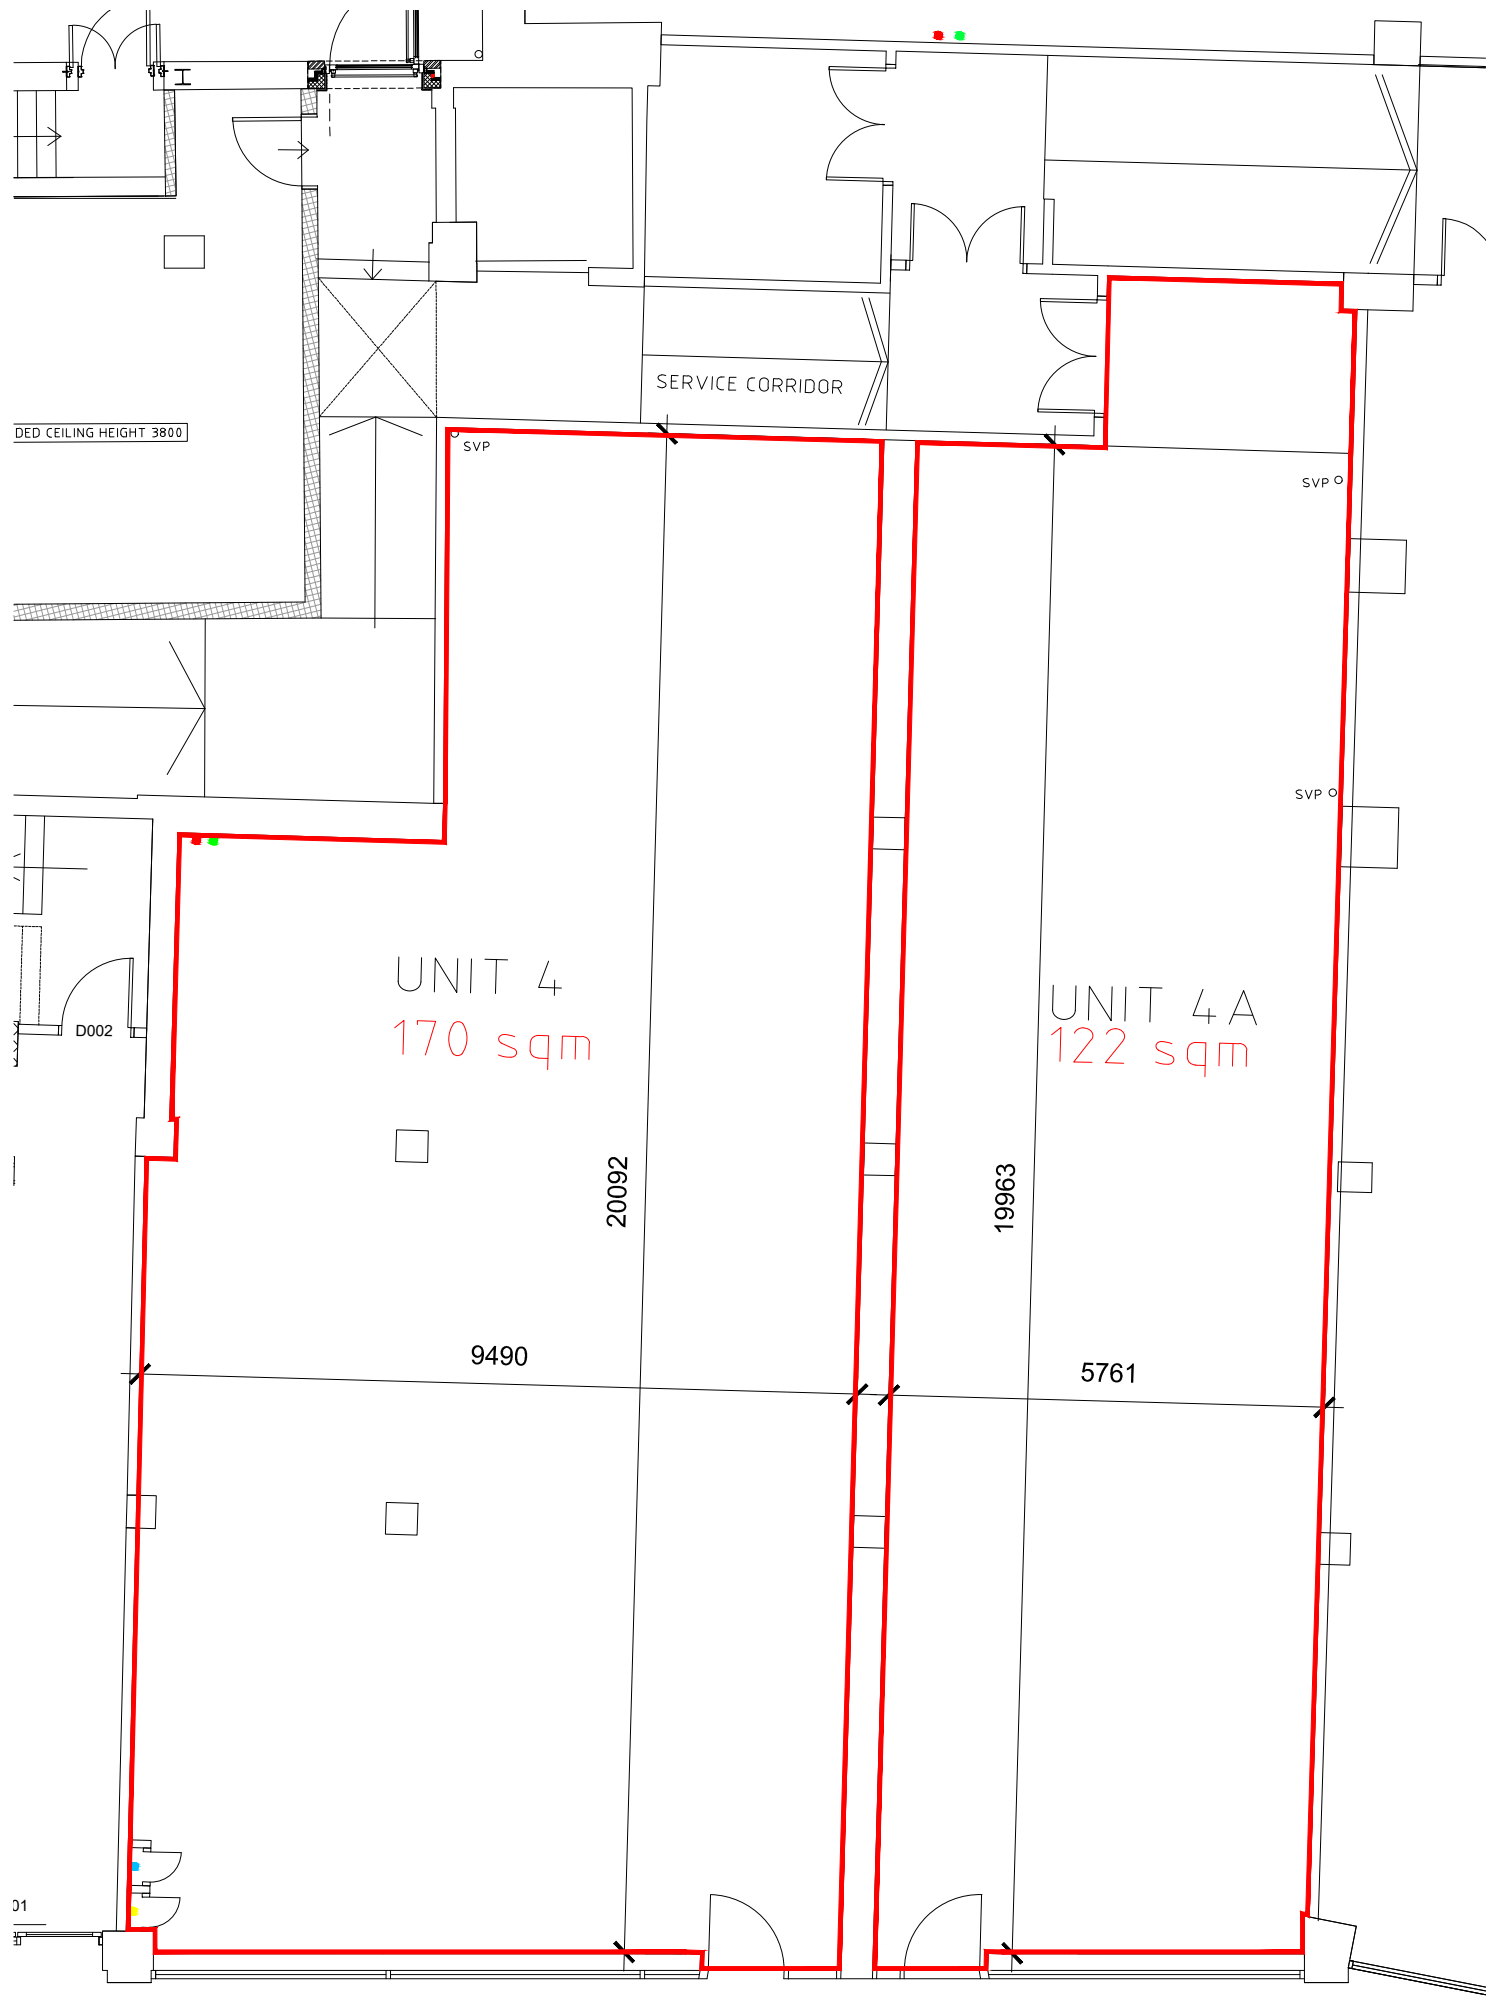 SERVICE CORRIDOR
DED CEILING HEIGHT 3800
SVP
SVP
SVP
UNIT 4
170 sqm
UNIT 4A
122 sqm
D002
20092
19963
9490
5761
01